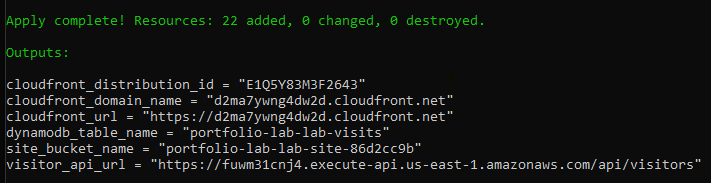 Apply complete! Resources: 22 added, 0 changed, 0 destroyed.
Outputs:
cloudfront_distribution_id = "E1Q5Y83M3F2643"
cloudfront_domain_name = "d2ma7ywng4dw2d.cloudfront.net"
cloudfront_url = "https://d2ma7ywng4dw2d.cloudfront.net"
dynamodb_table_name = "portfolio-lab-lab-visits"
site_bucket_name = "portfolio-lab-lab-site-86d2cc9b"
visitor_api_url = "https://fuwm31cnj4.execute-api.us-east-1.amazonaws.com/api/visitors"